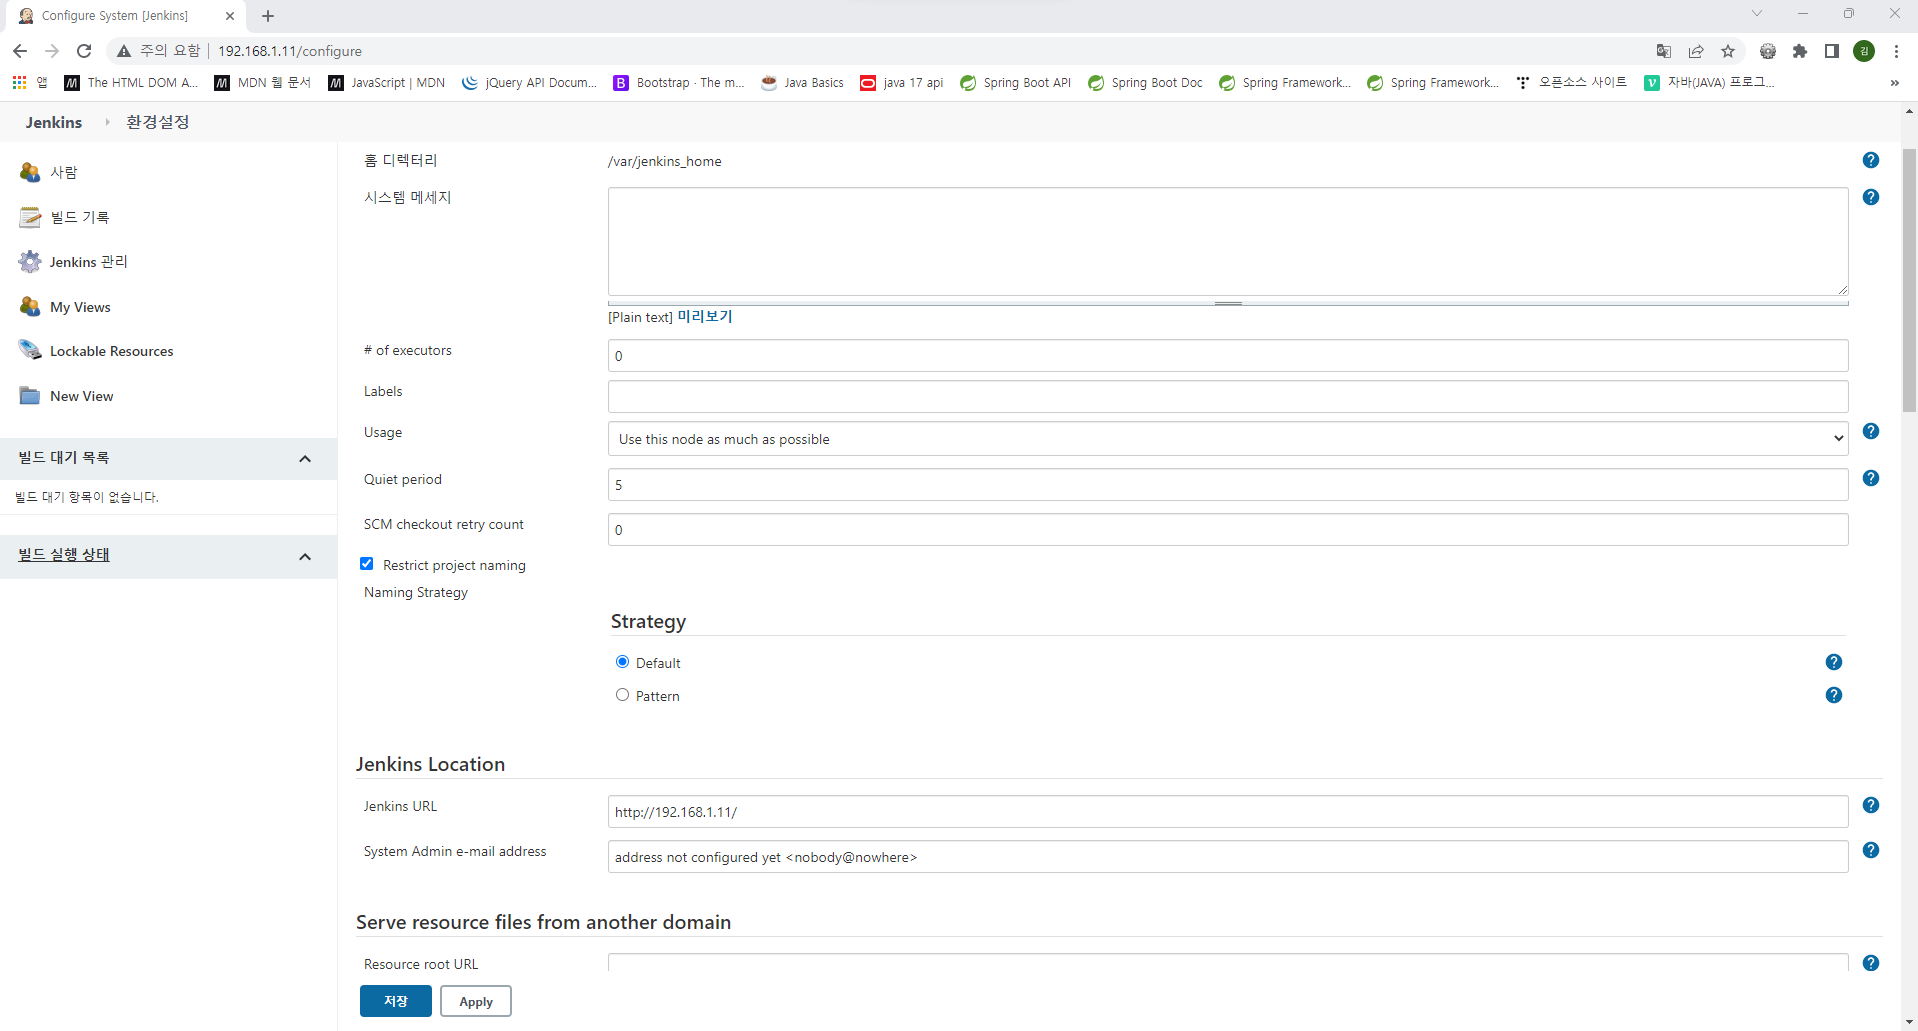 Configure System [Jenkins]
주의 요함
192.168.1.11/configure
김
앱
The HTML DOM A...
MDN 웹 문서
JavaScript | MDN
jQuery API Docum...
Bootstrap · The m...
Java Basics
java 17 api
Spring Boot API
Spring Boot Doc
Spring Framework...
Spring Framework...
오픈소스 사이트
자바(JAVA) 프로그...
»
Jenkins
환경설정
사람
빌드 기록
Jenkins 관리
My Views
Lockable Resources
New View
빌드 대기 목록
빌드 대기 항목이 없습니다.
빌드 실행 상태
홈 디렉터리
/var/jenkins_home
시스템 메세지
[Plain text] 미리보기
# of executors
0
Labels
Usage
Use this node as much as possible
Quiet period
5
SCM checkout retry count
0
Restrict project naming
Naming Strategy
Strategy
Default
Pattern
Jenkins Location
Jenkins URL
http://192.168.1.11/
System Admin e-mail address
address not configured yet <nobody@nowhere>
Serve resource files from another domain
Resource root URL
저장
Apply